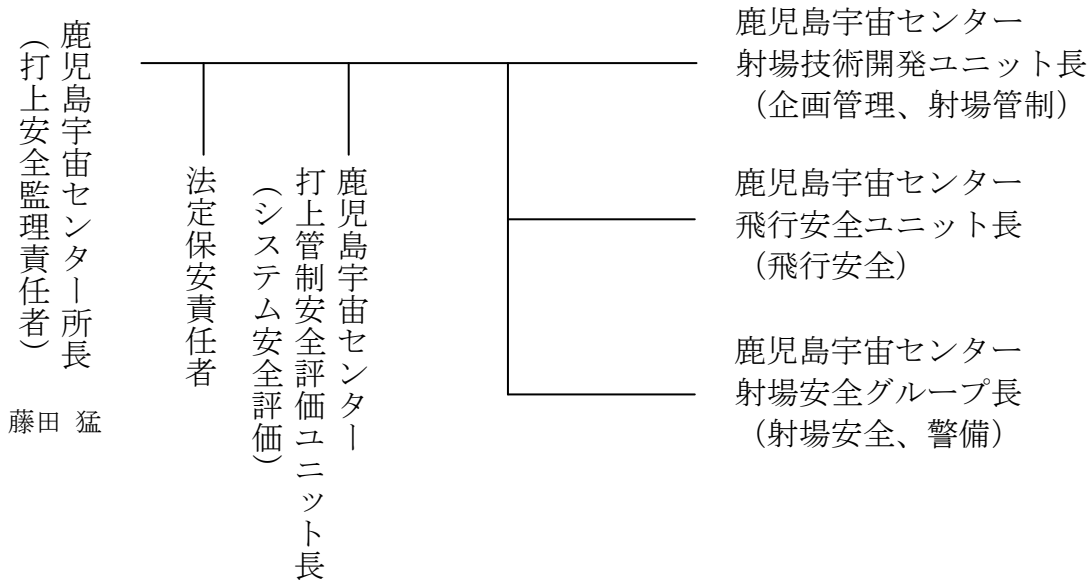 鹿児島宇宙センター所長
（打上安全監理責任者）
藤田 猛
法定保安責任者
鹿児島宇宙センター
打上管制安全評価ユニット長
（システム安全評価）
鹿児島宇宙センター
射場技術開発ユニット長
（企画管理、射場管制）
鹿児島宇宙センター
飛行安全ユニット長
（飛行安全）
鹿児島宇宙センター
射場安全グループ長
（射場安全、警備）